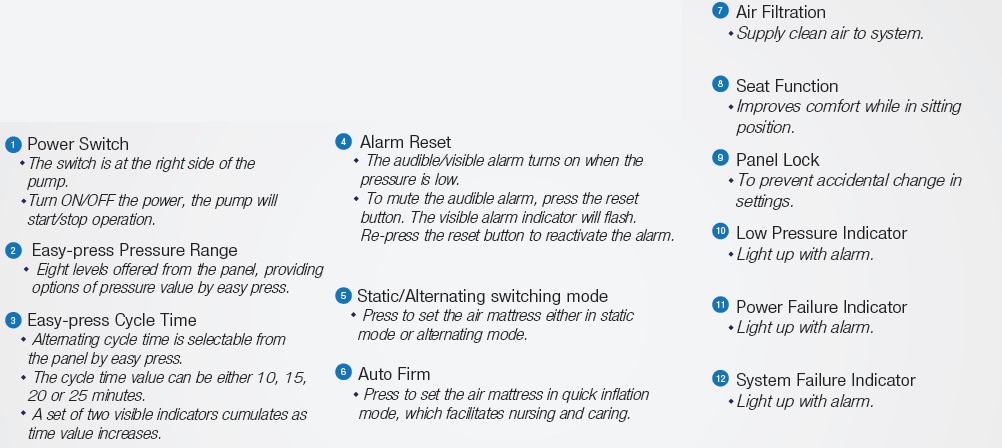 1 Power Switch
• The switch is at the right side of the
pump.
• Turn ON/OFF the power, the pump will
start/stop operation.
2 Easy-press Pressure Range
• Eight levels offered from the panel, providing
options of pressure value by easy press.
3 Easy-press Cycle Time
• Alternating cycle time is selectable from
the panel by easy press.
• The cycle time value can be either 10, 15,
20 or 25 minutes.
• A set of two visible indicators cumulates as
time value increases.
4 Alarm Reset
• The audible/visible alarm turns on when the
pressure is low.
• To mute the audible alarm, press the reset
button. The visible alarm indicator will flash.
Re-press the reset button to reactivate the alarm.
5 Static/Alternating switching mode
• Press to set the air mattress either in static
mode or alternating mode.
6 Auto Firm
• Press to set the air mattress in quick inflation
mode, which facilitates nursing and caring.
7 Air Filtration
• Supply clean air to system.
8 Seat Function
• Improves comfort while in sitting
position.
9 Panel Lock
• To prevent accidental change in
settings.
10 Low Pressure Indicator
• Light up with alarm.
11 Power Failure Indicator
• Light up with alarm.
12 System Failure Indicator
• Light up with alarm.